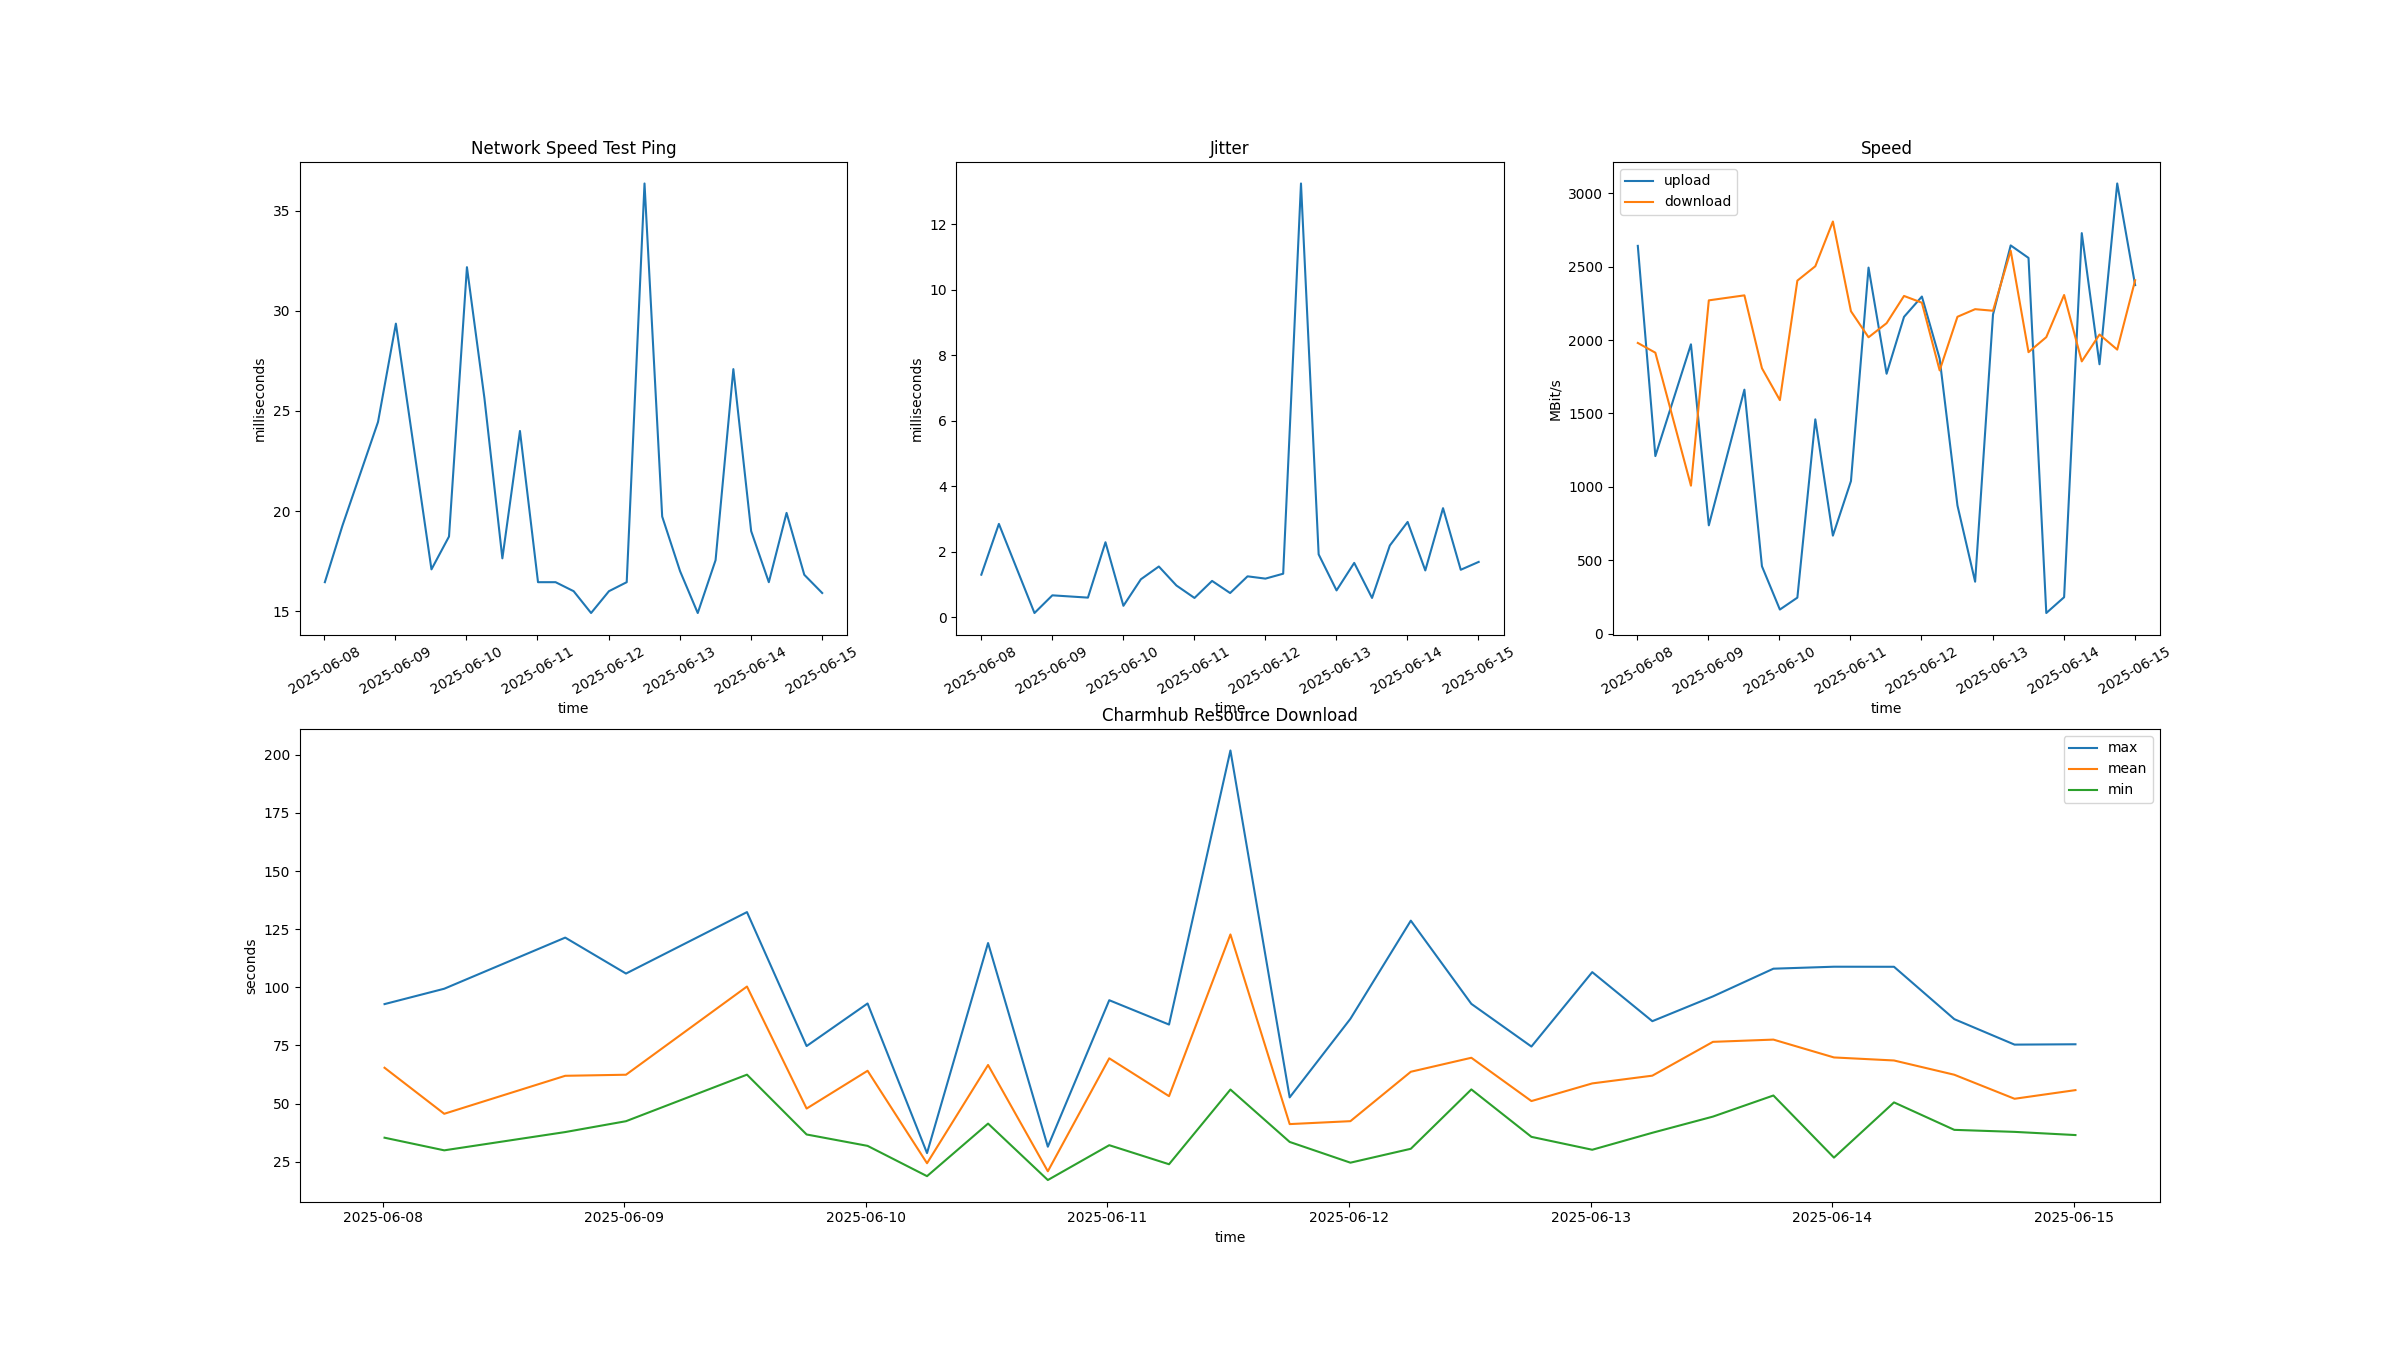 Network Speed Test Ping
milliseconds
35
30
25
20
15
2025-06-08 2025-06-09 2025-06-10 2025-06-11 2025-06-12 2025-06-13 2025-06-14 2025-06-15
time
Jitter
milliseconds
12
10
8
6
4
2
0
2025-06-08 2025-06-09 2025-06-10 2025-06-11 2025-06-12 2025-06-13 2025-06-14 2025-06-15
time
Speed
upload
download
MBit/s
3000
2500
2000
1500
1000
500
0
2025-06-08 2025-06-09 2025-06-10 2025-06-11 2025-06-12 2025-06-13 2025-06-14 2025-06-15
time
Charmhub Resource Download
max
mean
min
seconds
200
175
150
125
100
75
50
25
2025-06-08 2025-06-09 2025-06-10 2025-06-11 2025-06-12 2025-06-13 2025-06-14 2025-06-15
time